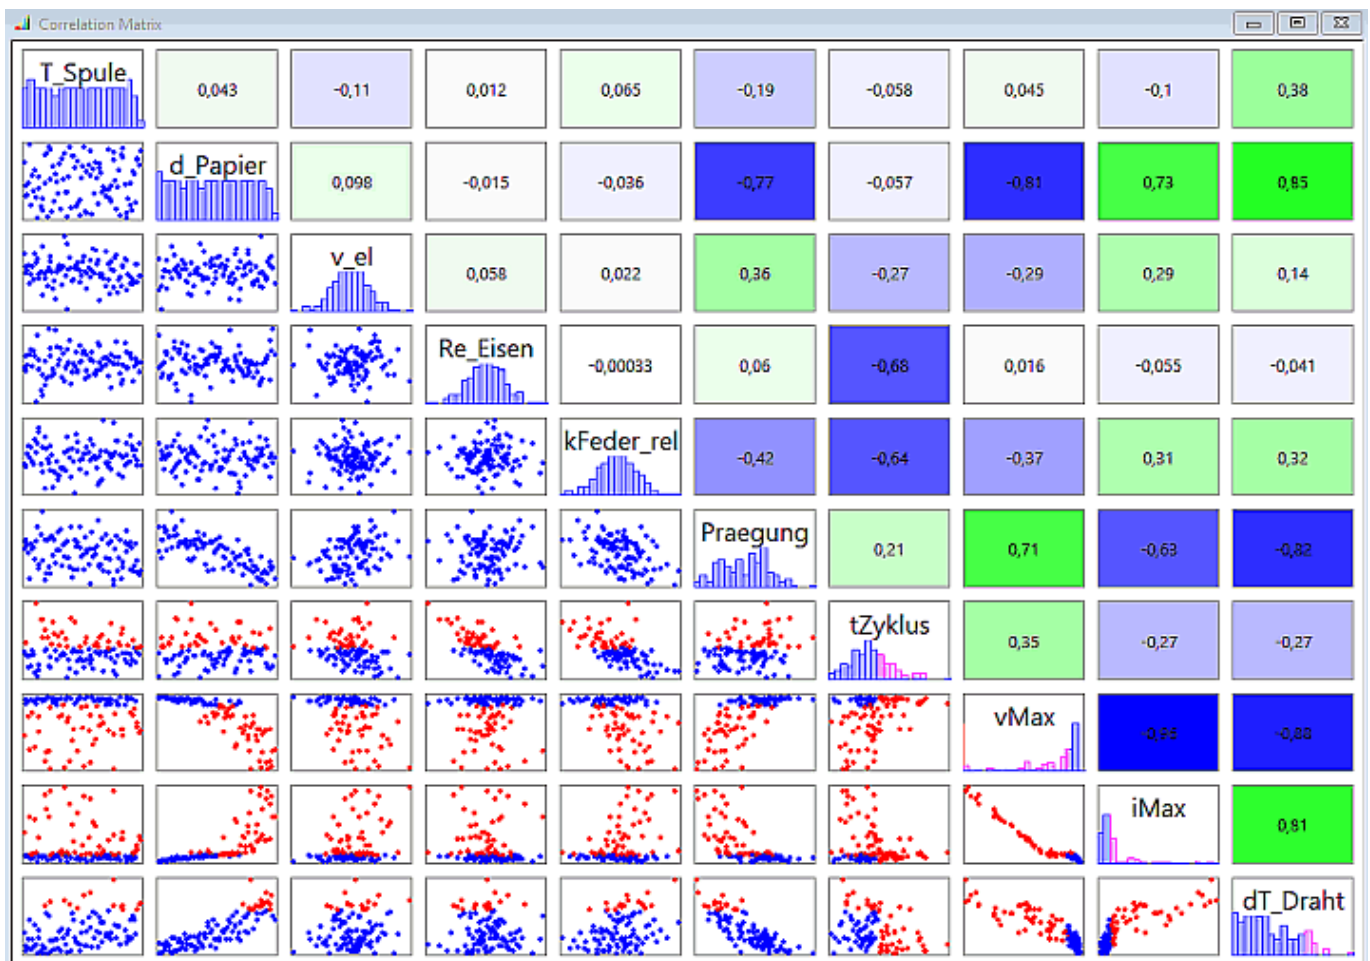 Correlation Matrix
T_Spule 0,043 -0,11 0,012 0,065 -0,19 -0,058 0,045 -0,1 0,38
d_Papier 0,098 -0,015 -0,036 -0,77 -0,057 -0,81 0,73 0,85
v_el 0,058 0,022 0,36 -0,27 -0,29 0,29 0,14
Re_Eisen -0,00033 0,06 -0,68 0,016 -0,055 -0,041
kFeder_rel -0,42 -0,64 -0,37 0,31 0,32
Praegung 0,21 0,71 -0,63 -0,82
tZyklus 0,35 -0,27 -0,27
vMax -0,88
iMax 0,81
dT_Draht